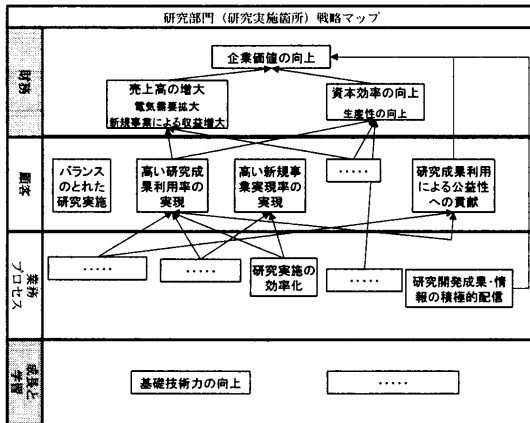 研究部門（研究実施箇所）戦略マップ
財務
企業価値の向上
売上高の増大
電気需要拡大
新規事業による収益増大
資本効率の向上
生産性の向上
顧客
バランス
のとれた
研究実施
高い研究成
果利用率の
実現
高い新規事
業実現率の
実現
‥‥‥
研究成果利用
による公益性
への貢献
業務
プロセス
‥‥‥
‥‥‥
研究実施の
効率化
‥‥‥
研究開発成果・情
報の積極的配信
成長と
学習
基礎技術力の向上
‥‥‥